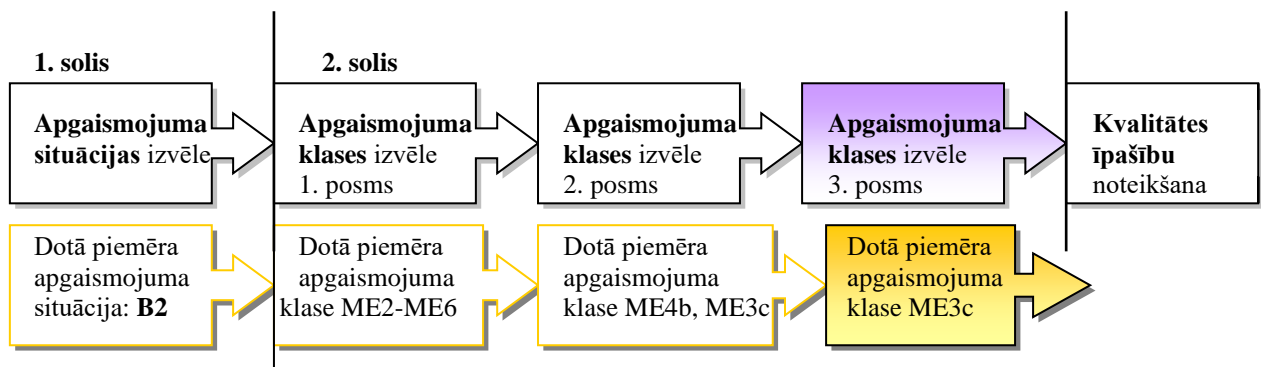 1. solis
2. solis
Apgaismojuma
situācijas izvēle
Apgaismojuma
klases izvēle
1. posms
Apgaismojuma
klases izvēle
2. posms
Apgaismojuma
klases izvēle
3. posms
Kvalitātes
īpašību
noteikšana
Dotā piemēra
apgaismojuma
situācija: B2
Dotā piemēra
apgaismojuma
klase ME2-ME6
Dotā piemēra
apgaismojuma
klase ME4b, ME3c
Dotā piemēra
apgaismojuma
klase ME3c